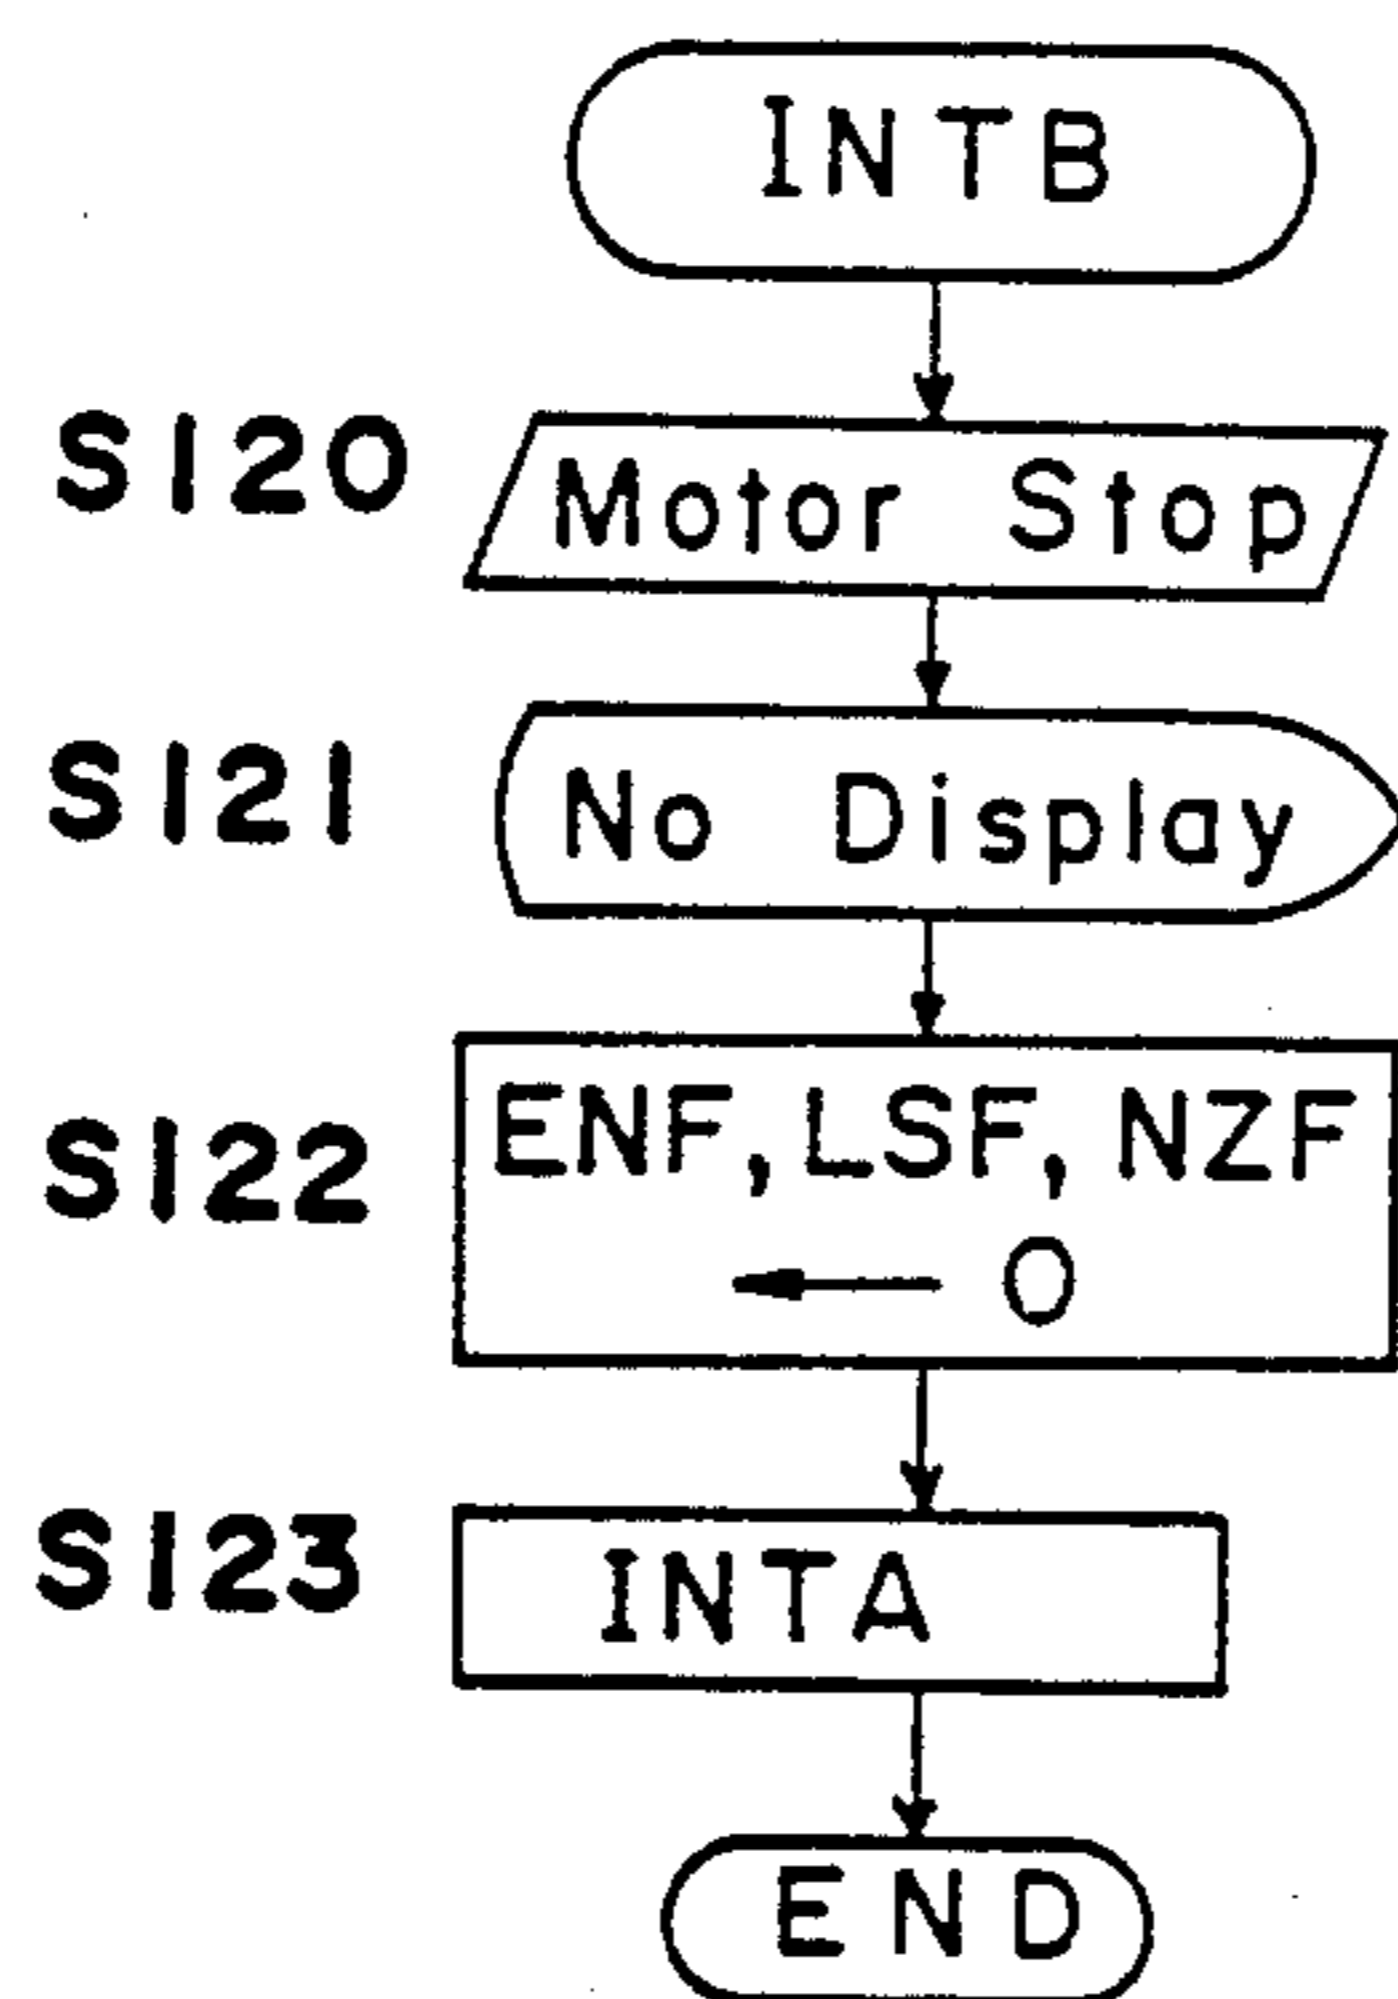 INTB
S120
Motor Stop
S121
No Display
S122
ENF, LSF, NZF
← 0
S123
INTA
END